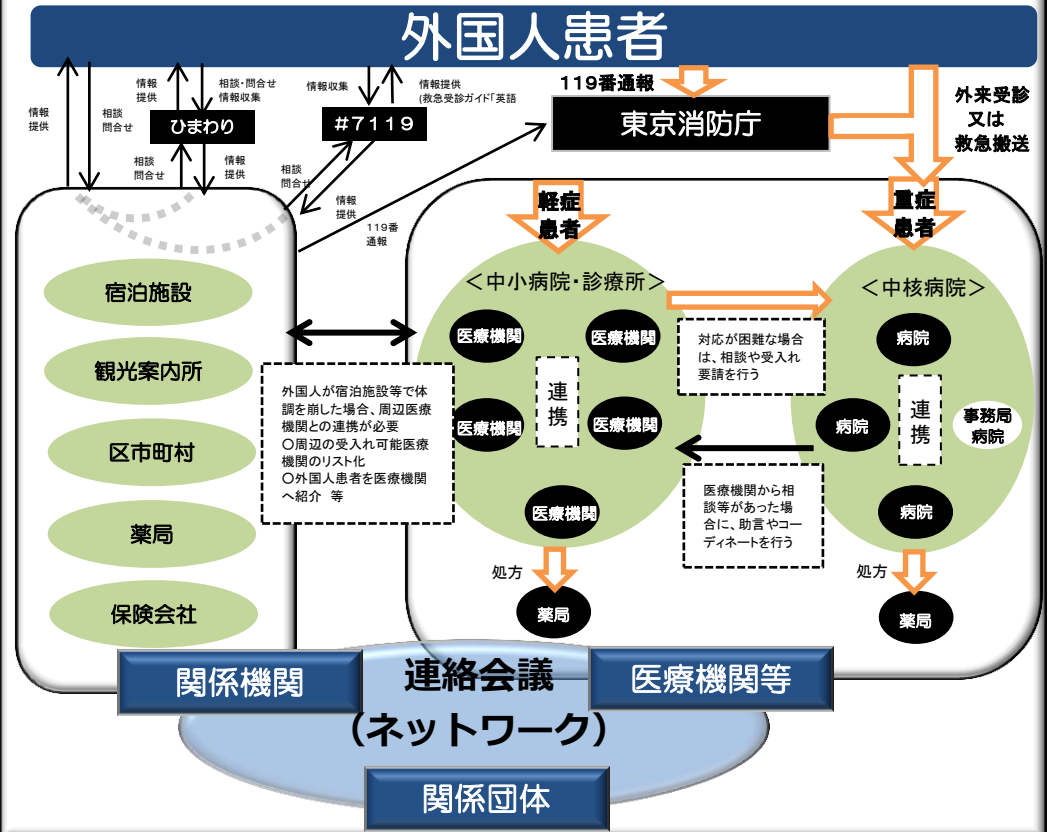 外国人患者
情報
提供
相談
問合せ
情報
提供
相談・問合せ
情報収集
ひまわり
相談
問合せ
情報
提供
情報収集
情報提供
(救急受診ガイド「英語
#7119
相談
問合せ
情報
提供
119番
通報
119番通報
東京消防庁
外来受診
又は
救急搬送
宿泊施設
観光案内所
区市町村
薬局
保険会社
外国人が宿泊施設等で体
調を崩した場合、周辺医療
機関との連携が必要
○周辺の受入れ可能医療
機関のリスト化
○外国人患者を医療機関
へ紹介 等
軽症
患者
＜中小病院・診療所＞
医療機関
医療機関
連
携
医療機関
医療機関
医療機関
処方
薬局
対応が困難な場合
は、相談や受入れ
要請を行う
医療機関から相
談等があった場
合に、助言やコー
ディネートを行う
重症
患者
＜中核病院＞
病院
病院
連
携
事務局
病院
病院
処方
薬局
関係機関
連絡会議
（ネットワーク）
医療機関等
関係団体